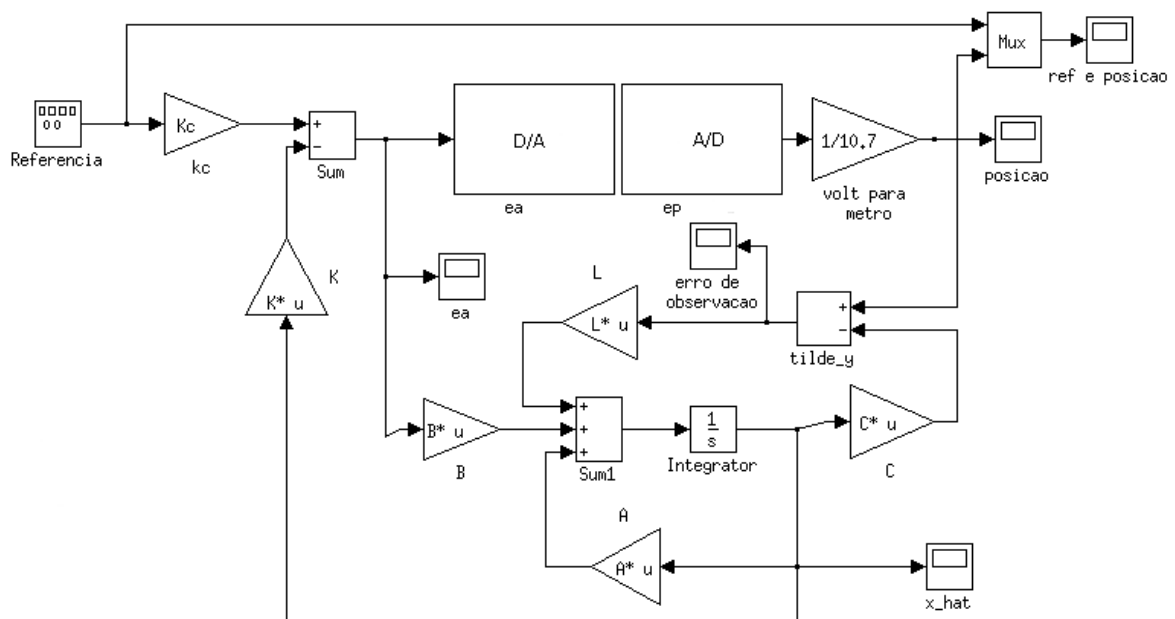 Mux
ref e posicao
Referencia
Kc
kc
+
−
Sum
D/A
ea
A/D
ep
1/10,7
volt para
metro
posicao
K* u
K
ea
erro de
observacao
L
L* u
+
−
tilde_y
B* u
B
+
+
+
Sum1
1
s
Integrator
C* u
C
A
A* u
x_hat